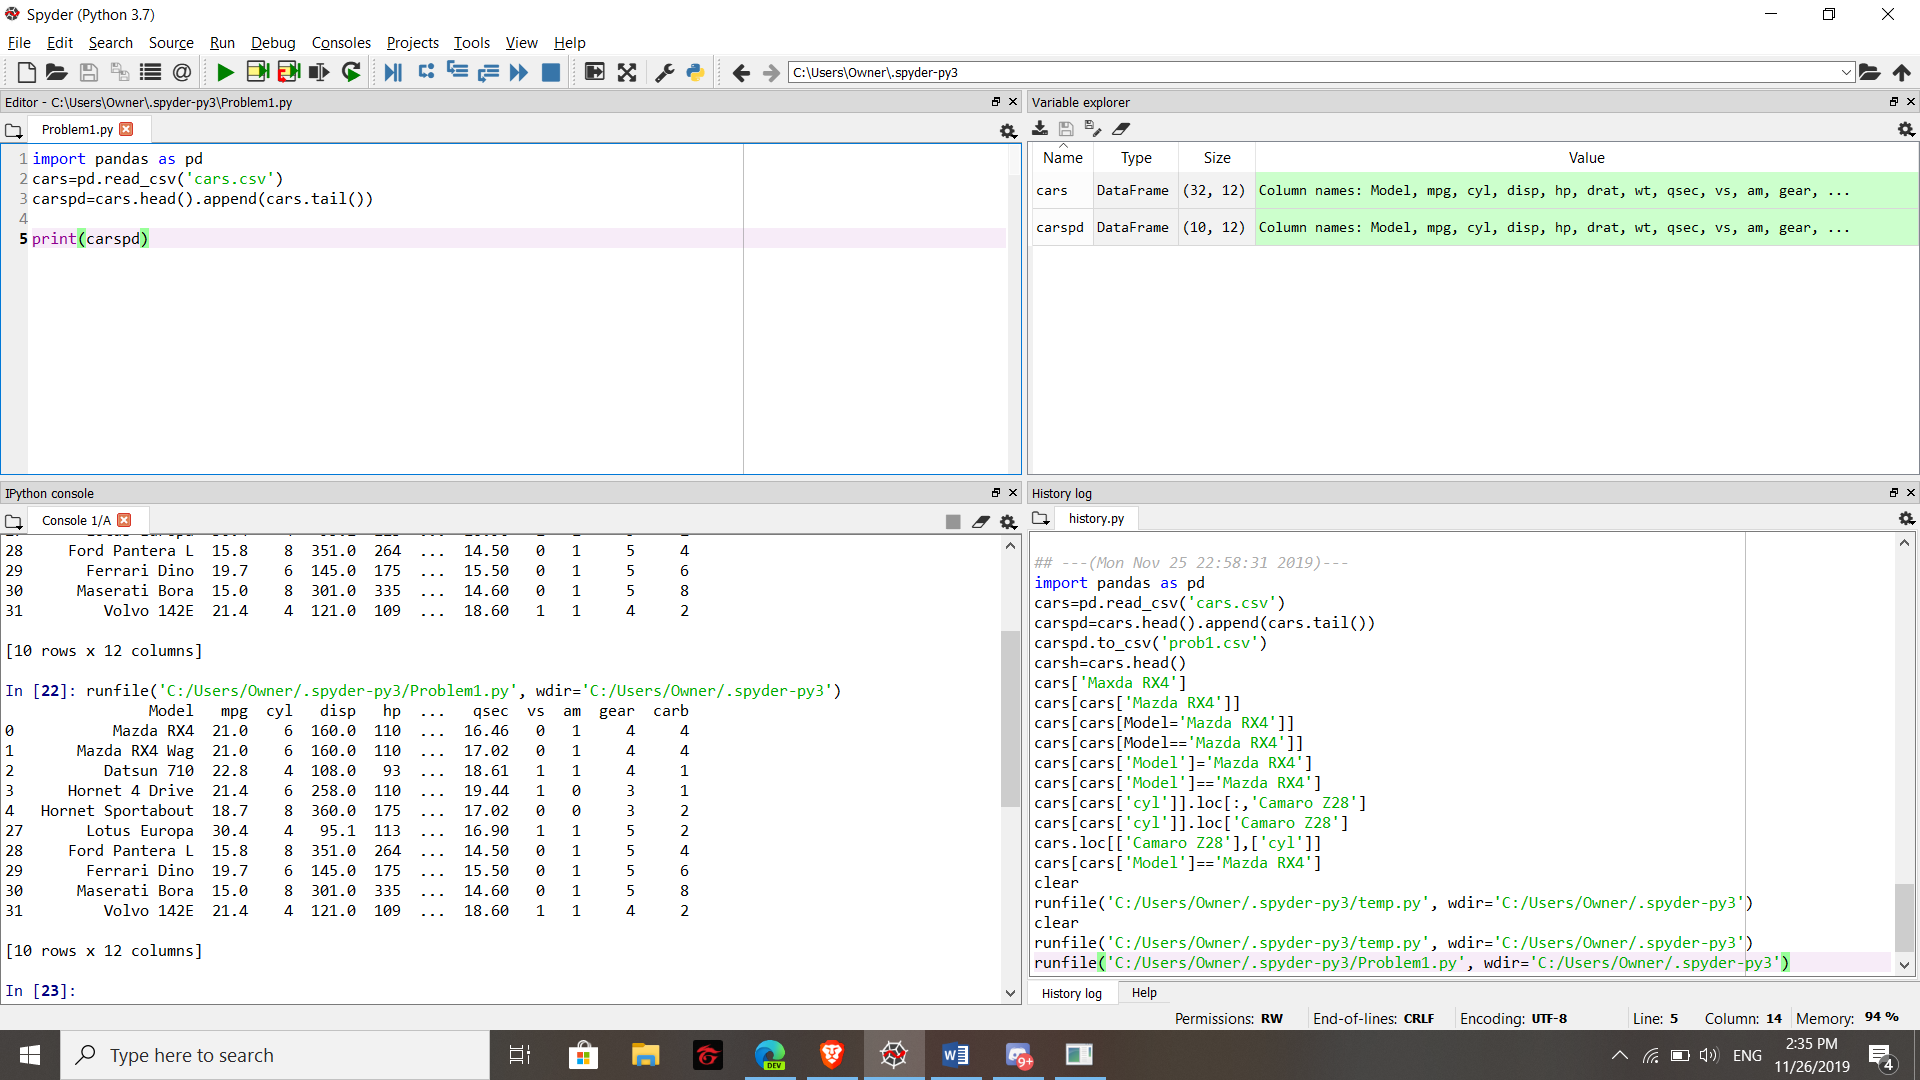 Spyder (Python 3.7)
File Edit Search Source Run Debug Consoles Projects Tools View Help
C:\Users\Owner\.spyder-py3
Editor - C:\Users\Owner\.spyder-py3\Problem1.py
Problem1.py
1 import pandas as pd
2 cars=pd.read_csv('cars.csv')
3 carspd=cars.head().append(cars.tail())
4
5 print(carspd)
Variable explorer
Name Type Size Value
cars DataFrame (32, 12) Column names: Model, mpg, cyl, disp, hp, drat, wt, qsec, vs, am, gear, ...
carspd DataFrame (10, 12) Column names: Model, mpg, cyl, disp, hp, drat, wt, qsec, vs, am, gear, ...
IPython console
Console 1/A
28 Ford Pantera L 15.8 8 351.0 264 ... 14.50 0 1 5 4
29 Ferrari Dino 19.7 6 145.0 175 ... 15.50 0 1 5 6
30 Maserati Bora 15.0 8 301.0 335 ... 14.60 0 1 5 8
31 Volvo 142E 21.4 4 121.0 109 ... 18.60 1 1 4 2
[10 rows x 12 columns]
In [22]: runfile('C:/Users/Owner/.spyder-py3/Problem1.py', wdir='C:/Users/Owner/.spyder-py3')
Model mpg cyl disp hp ... qsec vs am gear carb
0 Mazda RX4 21.0 6 160.0 110 ... 16.46 0 1 4 4
1 Mazda RX4 Wag 21.0 6 160.0 110 ... 17.02 0 1 4 4
2 Datsun 710 22.8 4 108.0 93 ... 18.61 1 1 4 1
3 Hornet 4 Drive 21.4 6 258.0 110 ... 19.44 1 0 3 1
4 Hornet Sportabout 18.7 8 360.0 175 ... 17.02 0 0 3 2
27 Lotus Europa 30.4 4 95.1 113 ... 16.90 1 1 5 2
28 Ford Pantera L 15.8 8 351.0 264 ... 14.50 0 1 5 4
29 Ferrari Dino 19.7 6 145.0 175 ... 15.50 0 1 5 6
30 Maserati Bora 15.0 8 301.0 335 ... 14.60 0 1 5 8
31 Volvo 142E 21.4 4 121.0 109 ... 18.60 1 1 4 2
[10 rows x 12 columns]
In [23]:
History log
history.py
## ---(Mon Nov 25 22:58:31 2019)---
import pandas as pd
cars=pd.read_csv('cars.csv')
carspd=cars.head().append(cars.tail())
carspd.to_csv('prob1.csv')
carsh=cars.head()
cars['Maxda RX4']
cars[cars['Mazda RX4']]
cars[cars[Model='Mazda RX4']]
cars[cars[Model=='Mazda RX4']]
cars[cars['Model']='Mazda RX4']
cars[cars['Model']=='Mazda RX4']
cars[cars['cyl']].loc[:,'Camaro Z28']
cars[cars['cyl']].loc['Camaro Z28']
cars.loc[['Camaro Z28'],['cyl']]
cars[cars['Model']=='Mazda RX4']
clear
runfile('C:/Users/Owner/.spyder-py3/temp.py', wdir='C:/Users/Owner/.spyder-py3')
clear
runfile('C:/Users/Owner/.spyder-py3/temp.py', wdir='C:/Users/Owner/.spyder-py3')
runfile('C:/Users/Owner/.spyder-py3/Problem1.py', wdir='C:/Users/Owner/.spyder-py3')
History log Help
Permissions: RW End-of-lines: CRLF Encoding: UTF-8 Line: 5 Column: 14 Memory: 94 %
Type here to search
DEV
W
9+
ENG
2:35 PM
11/26/2019
4